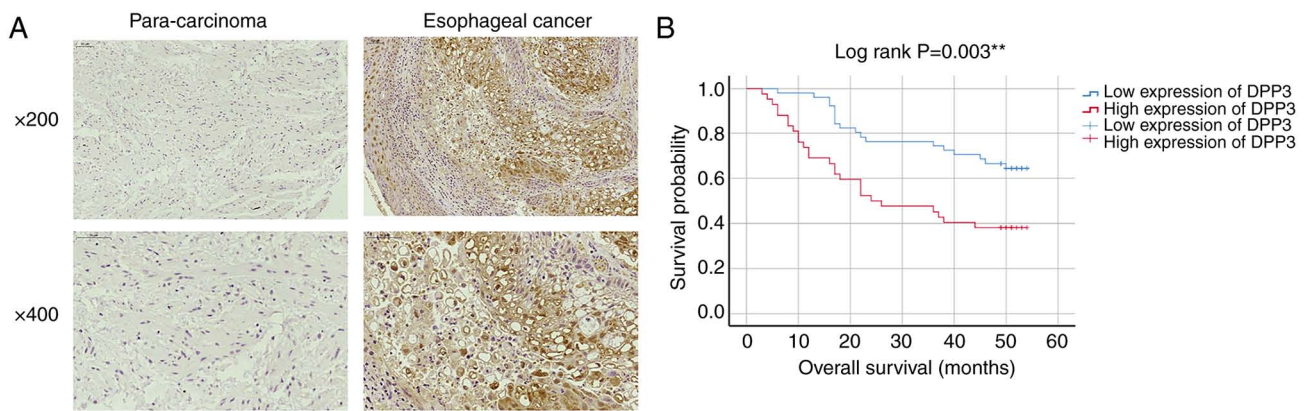 A
Para-carcinoma
Esophageal cancer
×200
×400
B
Log rank P=0.003**
Survival probability
1.0
0.8
0.6
0.4
0.2
0.0
0 10 20 30 40 50 60
Overall survival (months)
Low expression of DPP3
High expression of DPP3
Low expression of DPP3
High expression of DPP3